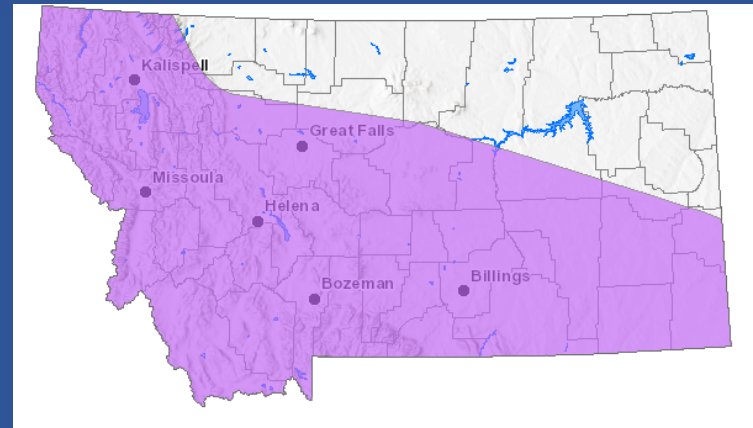 Kalispell
Great Falls
Missoula
Helena
Bozeman
Billings